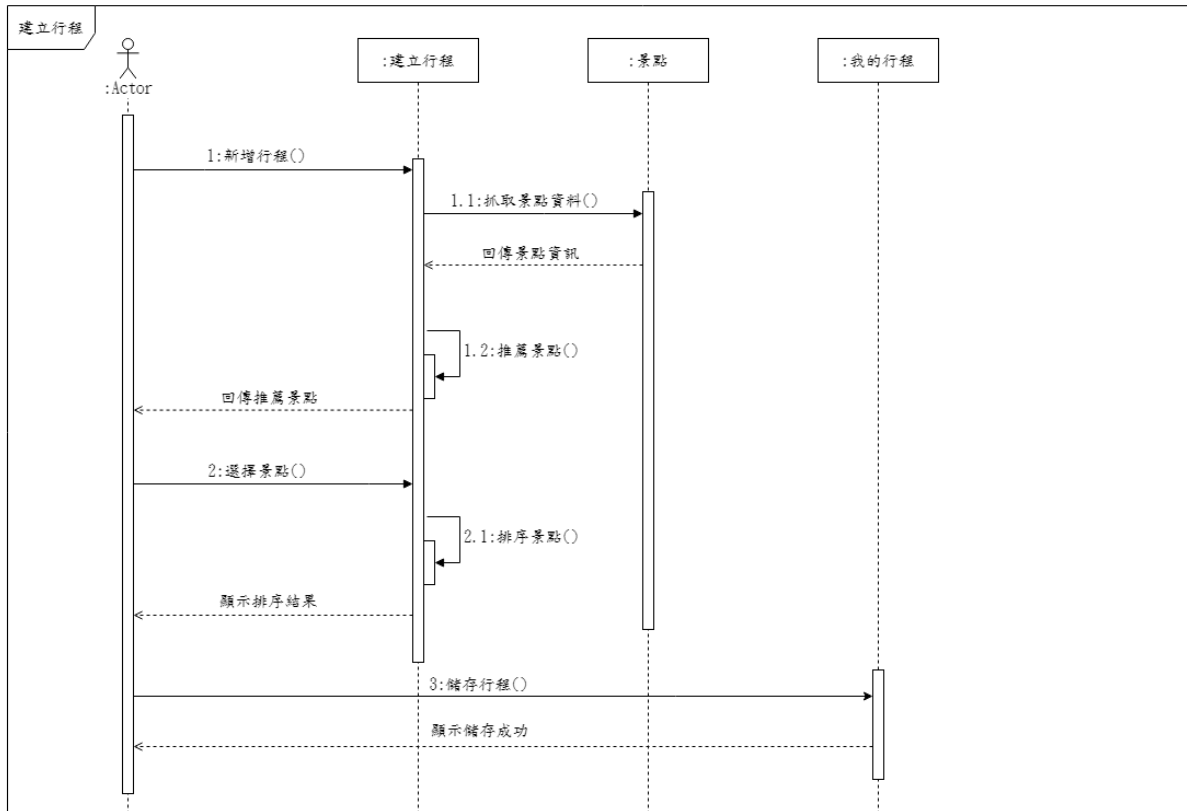 建立行程
:Actor
:建立行程
:景點
:我的行程
1:新增行程()
1.1:抓取景點資料()
回傳景點資訊
1.2:推薦景點()
回傳推薦景點
2:選擇景點()
2.1:排序景點()
顯示排序結果
3:儲存行程()
顯示儲存成功